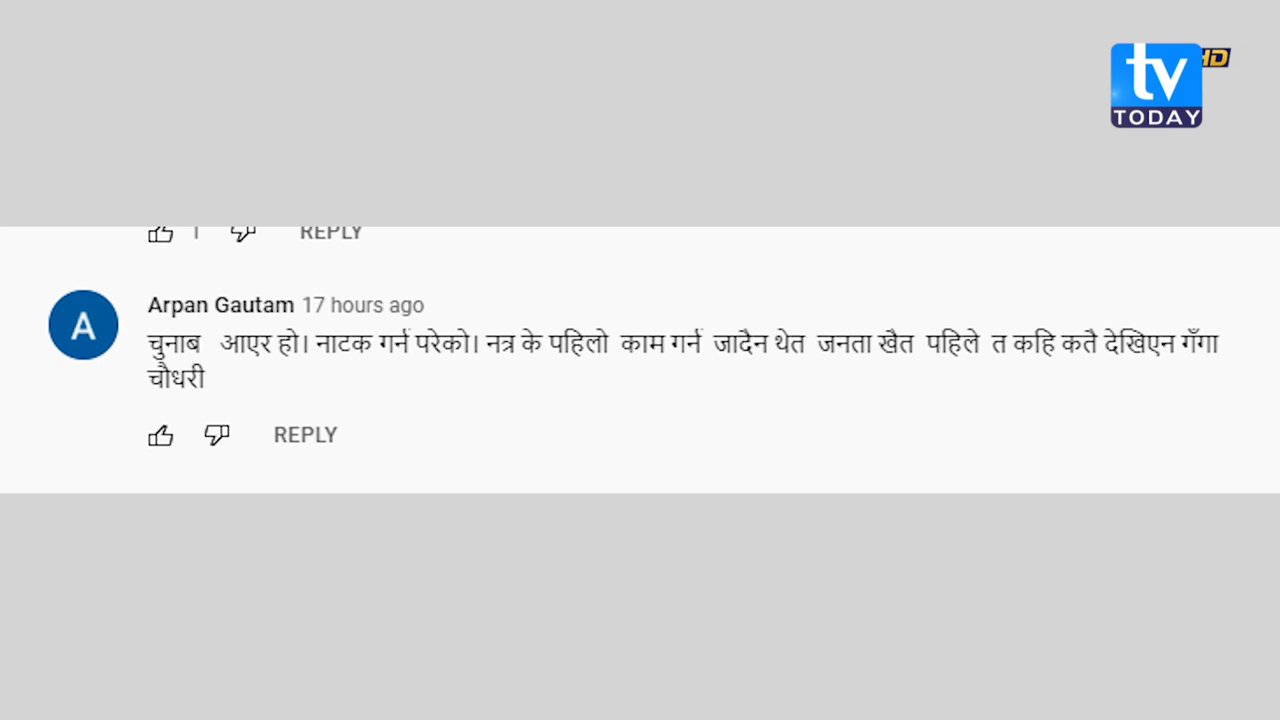 tv HD
TODAY
1 REPLY
Arpan Gautam 17 hours ago
A
चुनाब आएर हो। नाटक गर्न परेको। नत्र के पहिलो काम गर्न जादैन थेत जनता खैत पहिले त कहि कतै देखिएन गँगा
चौधरी
REPLY